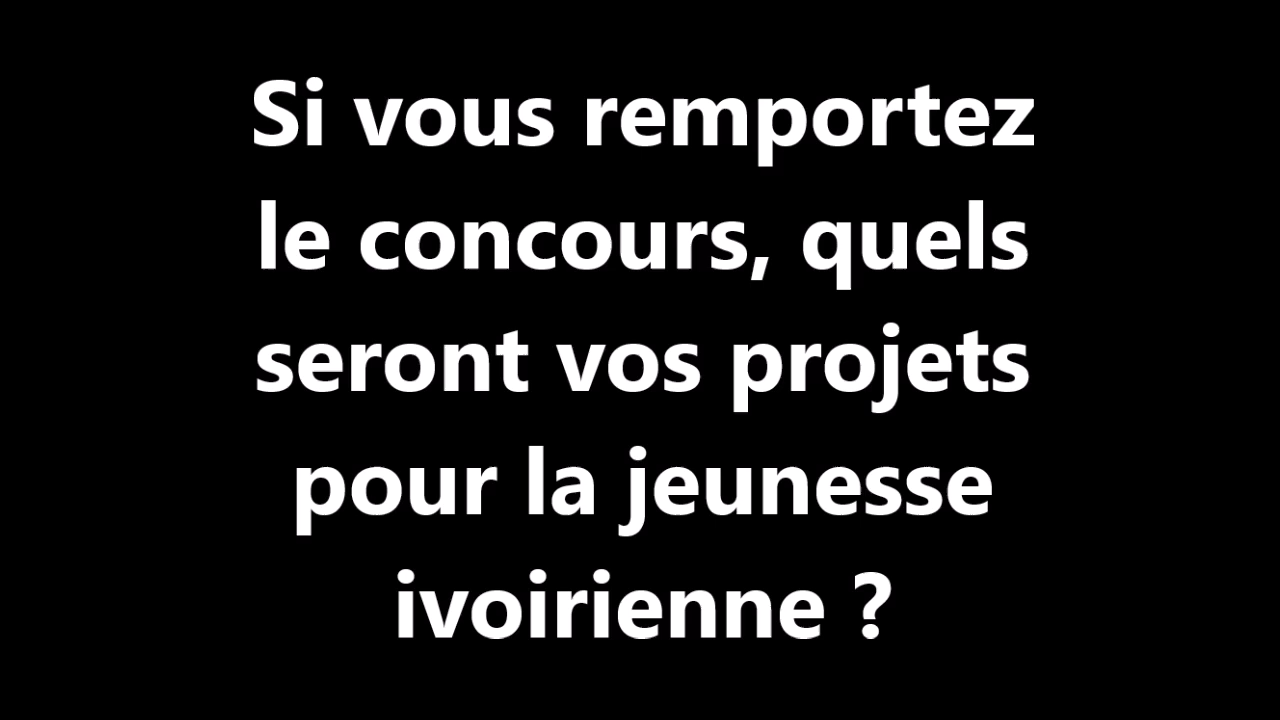 Si vous remportez
le concours, quels
seront vos projets
pour la jeunesse
ivoirienne ?